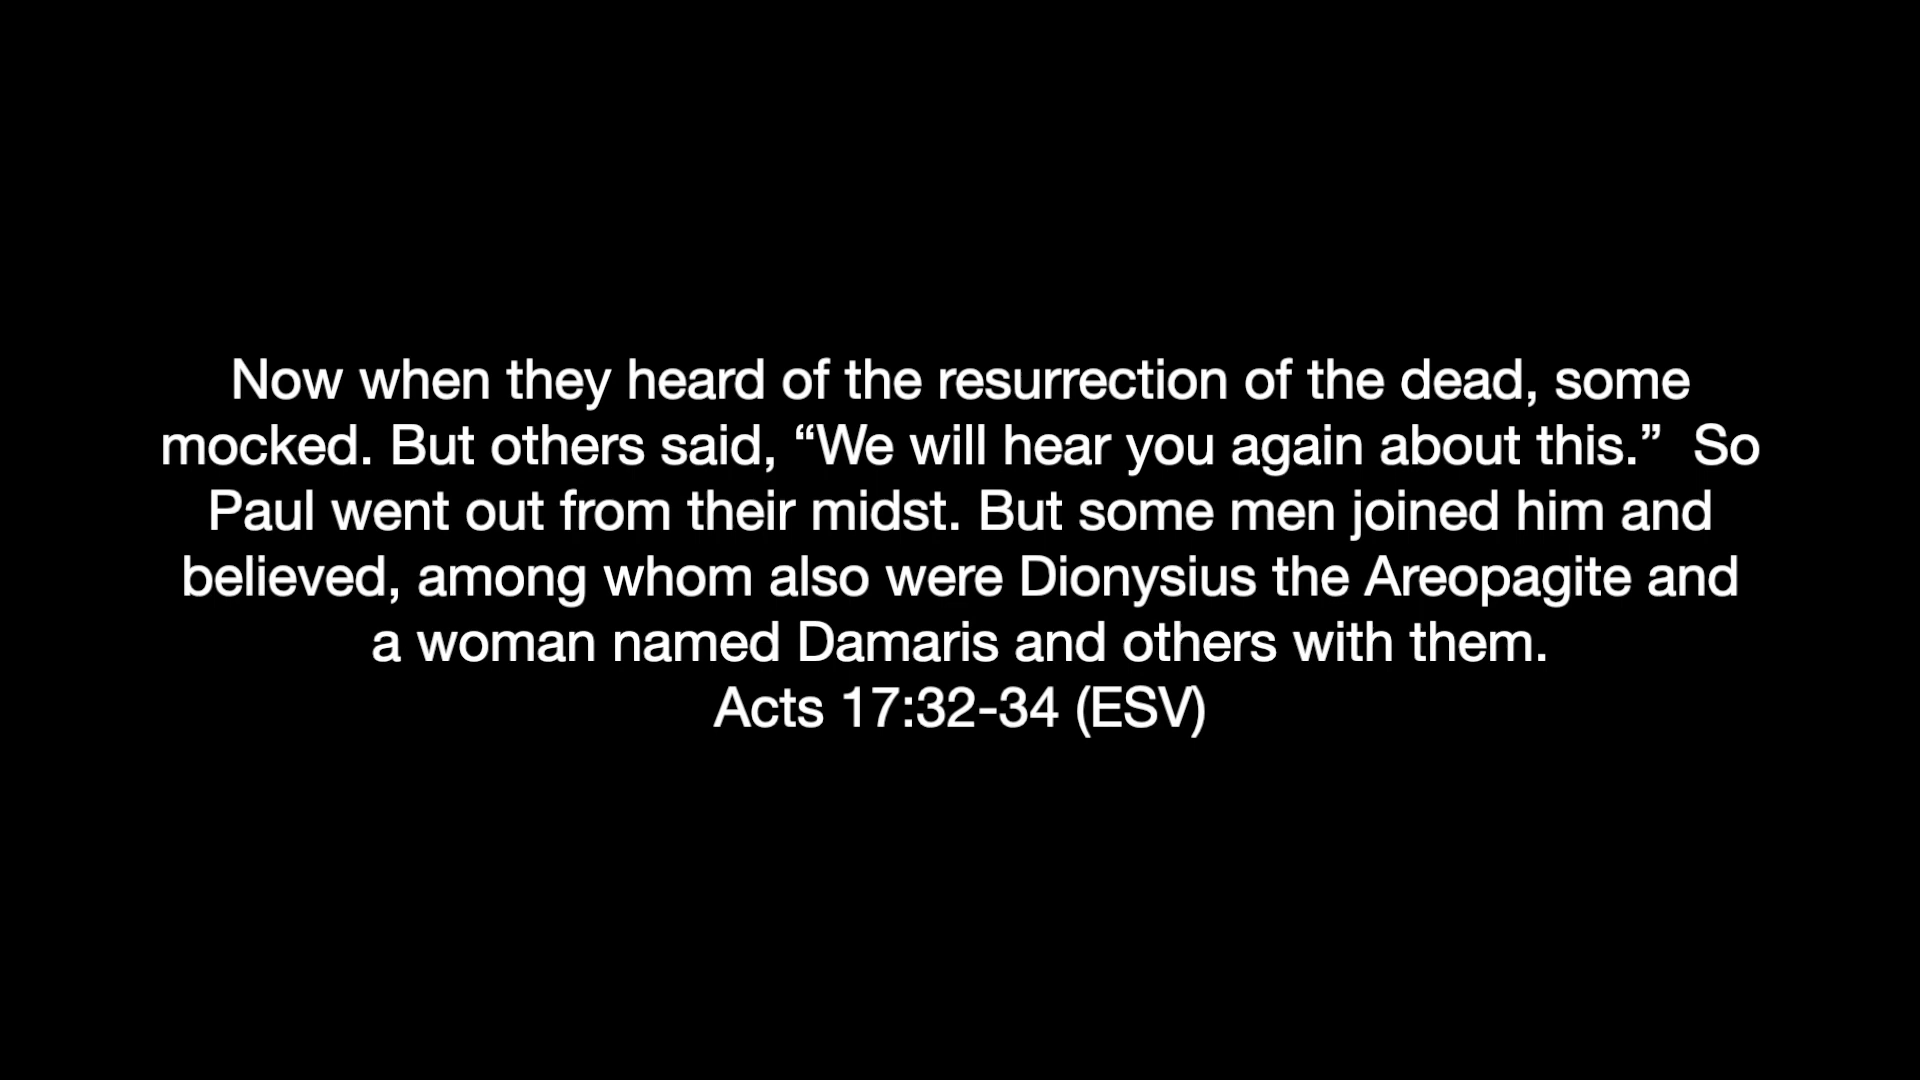 Now when they heard of the resurrection of the dead, some
mocked. But others said, “We will hear you again about this.”  So
Paul went out from their midst. But some men joined him and
believed, among whom also were Dionysius the Areopagite and
a woman named Damaris and others with them.
Acts 17:32-34 (ESV)